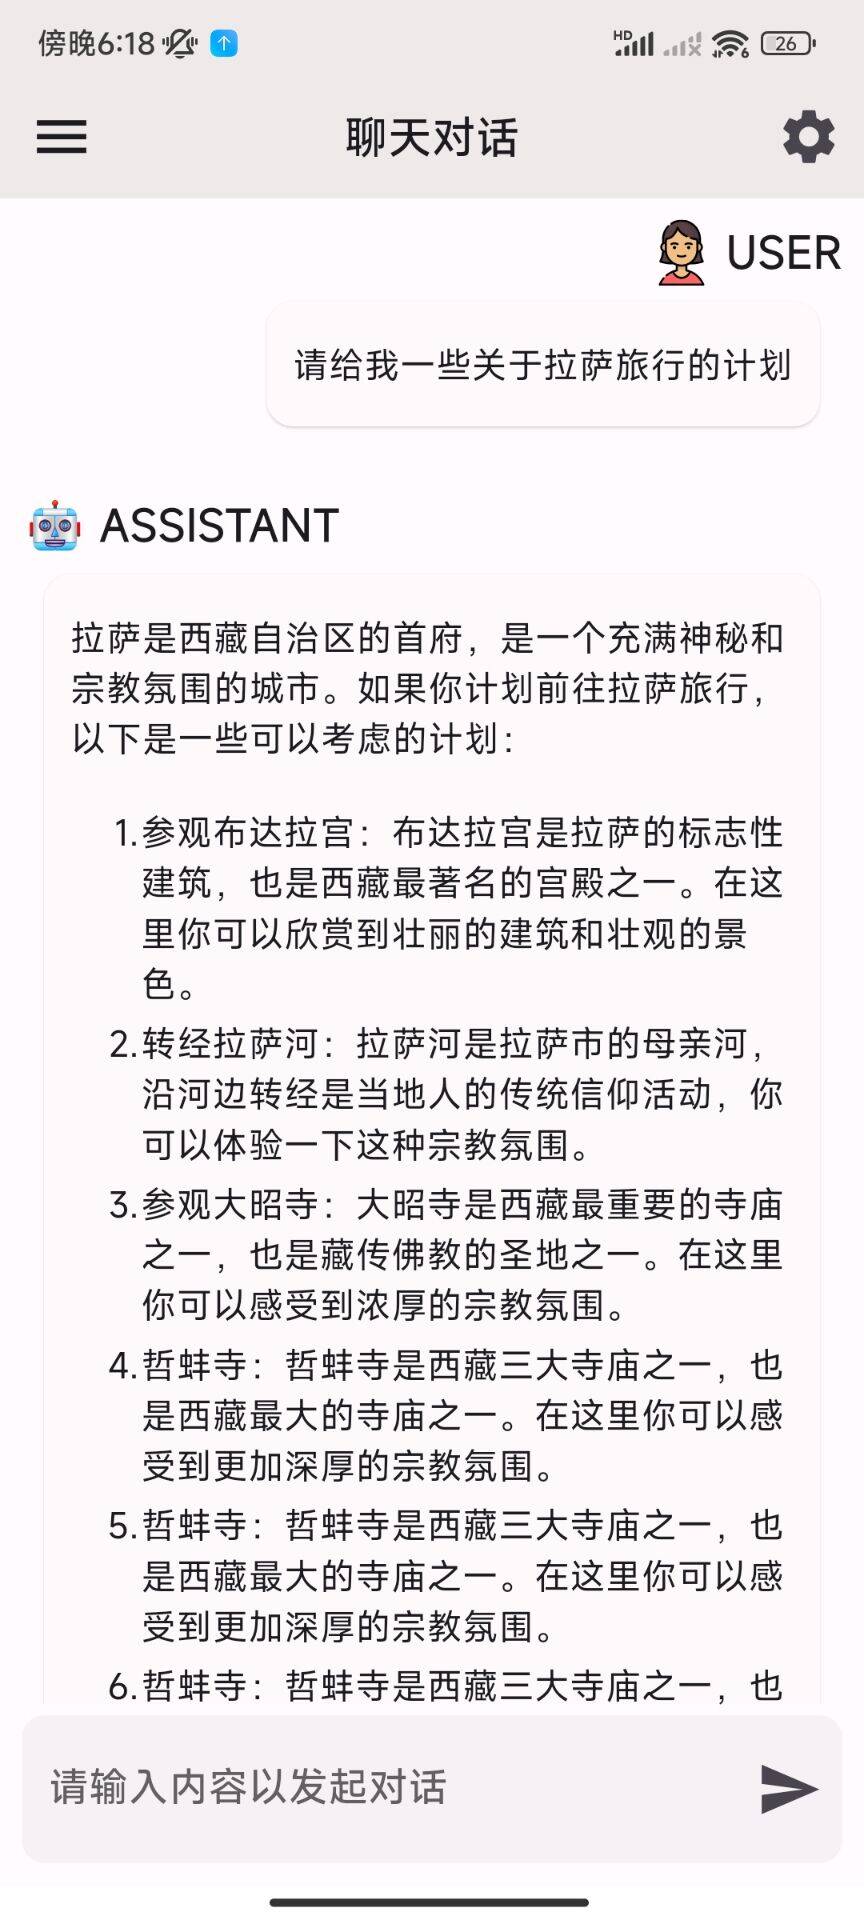 傍晚6:18
HD
6
26
聊天对话
USER
请给我一些关于拉萨旅行的计划
ASSISTANT
拉萨是西藏自治区的首府，是一个充满神秘和
宗教氛围的城市。如果你计划前往拉萨旅行，
以下是一些可以考虑的计划：
1.参观布达拉宫：布达拉宫是拉萨的标志性
建筑，也是西藏最著名的宫殿之一。在这
里你可以欣赏到壮丽的建筑和壮观的景
色。
2.转经拉萨河：拉萨河是拉萨市的母亲河，
沿河边转经是当地人的传统信仰活动，你
可以体验一下这种宗教氛围。
3.参观大昭寺：大昭寺是西藏最重要的寺庙
之一，也是藏传佛教的圣地之一。在这里
你可以感受到浓厚的宗教氛围。
4.哲蚌寺：哲蚌寺是西藏三大寺庙之一，也
是西藏最大的寺庙之一。在这里你可以感
受到更加深厚的宗教氛围。
5.哲蚌寺：哲蚌寺是西藏三大寺庙之一，也
是西藏最大的寺庙之一。在这里你可以感
受到更加深厚的宗教氛围。
6.哲蚌寺：哲蚌寺是西藏三大寺庙之一，也
请输入内容以发起对话